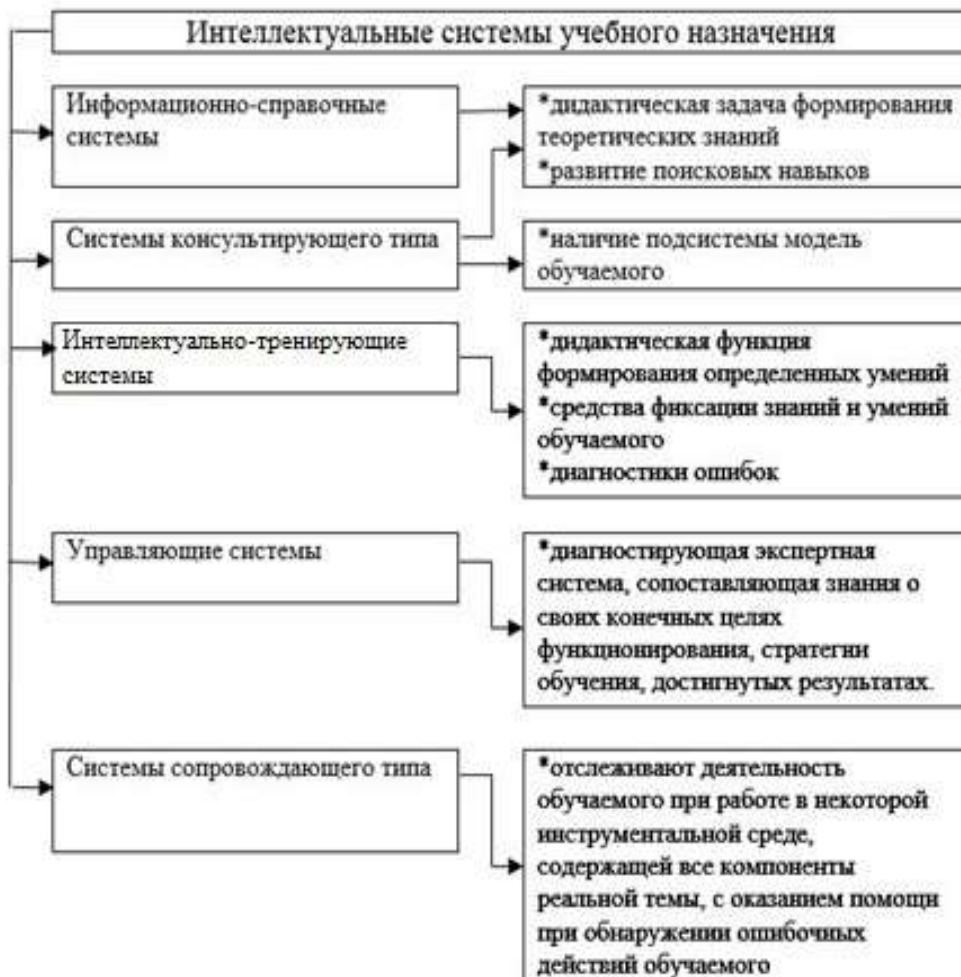 Интеллектуальные системы учебного назначения
Информационно-справочные
системы
*дидактическая задача формирования
теоретических знаний
*развитие поисковых навыков
Системы консультирующего типа
*наличие подсистемы модель
обучаемого
Интеллектуально-тренирующие
системы
*дидактическая функция
формирования определенных умений
*средства фиксации знаний и умений
обучаемого
*диагностики ошибок
Управляющие системы
*диагностирующая экспертная
система, сопоставляющая знания о
своих конечных целях
функционирования, стратегии
обучения, достигнутых результатах.
Системы сопровождающего типа
*отслеживают деятельность
обучаемого при работе в некоторой
инструментальной среде,
содержащей все компоненты
реальной темы, с оказанием помощи
при обнаружении ошибочных
действий обучаемого